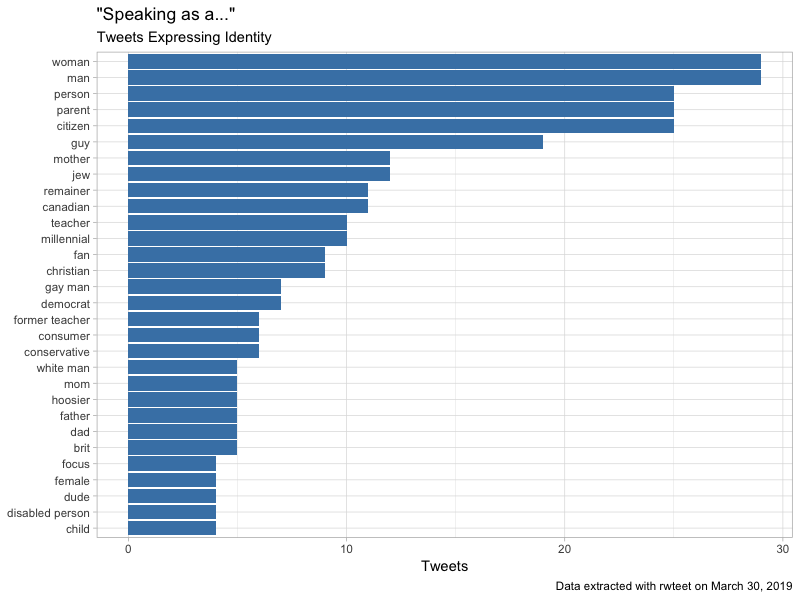 "Speaking as a..."
Tweets Expressing Identity
woman
man
person
parent
citizen
guy
mother
jew
remainer
canadian
teacher
millennial
fan
christian
gay man
democrat
former teacher
consumer
conservative
white man
mom
hoosier
father
dad
brit
focus
female
dude
disabled person
child
0 10 20 30
Tweets
Data extracted with rwteet on March 30, 2019